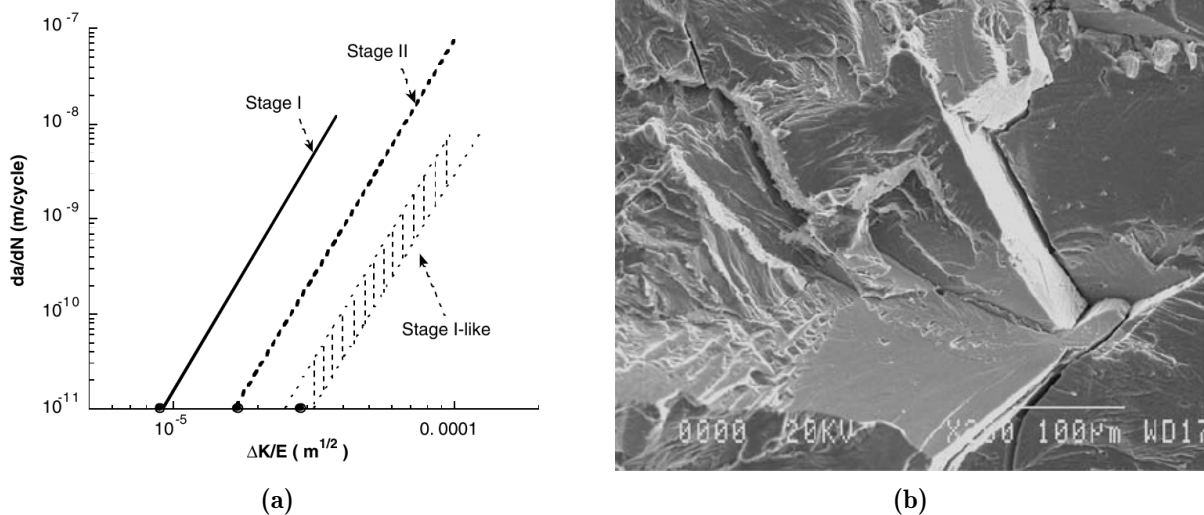 10⁻⁷
10⁻⁸
10⁻⁹
10⁻¹⁰
10⁻¹¹
da/dN (m/cycle)
Stage I
Stage II
Stage I-like
10⁻⁵
0.0001
ΔK/E ( m^1/2 )
(a)
0000 20KV X200 100μm WD17
(b)